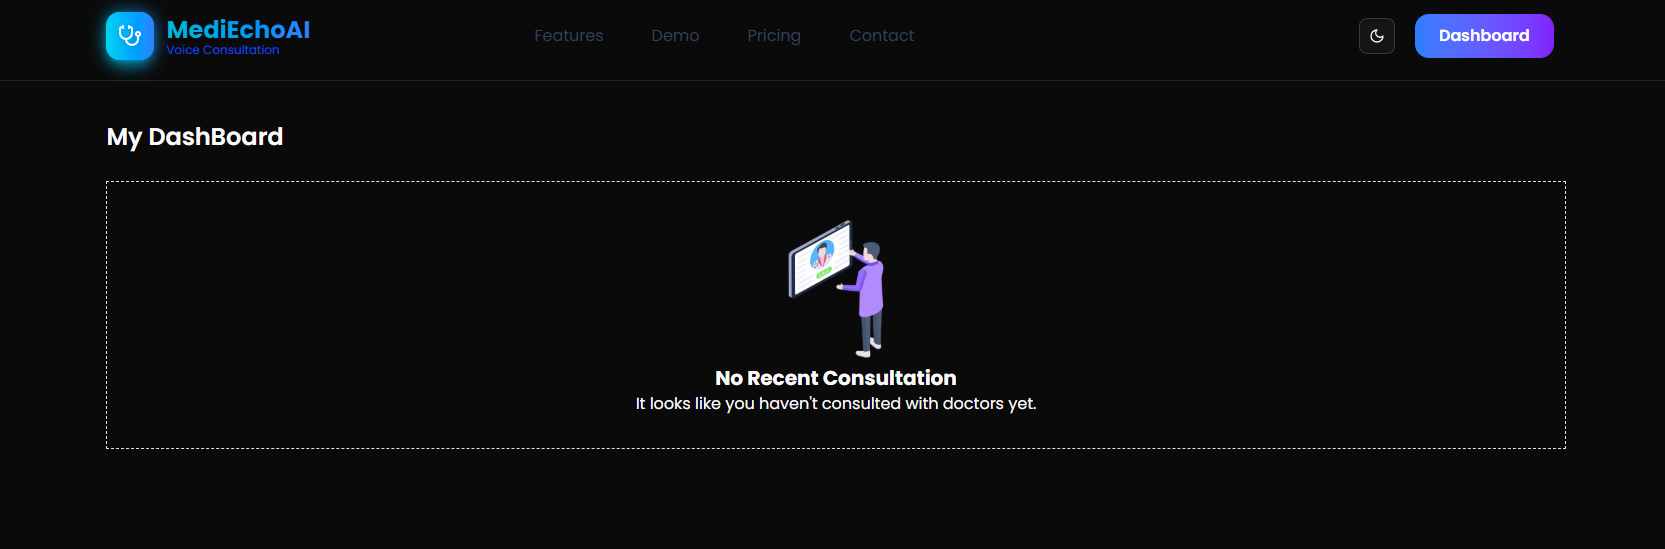 MediEchoAI
Voice Consultation
Features
Demo
Pricing
Contact
Dashboard
My DashBoard
No Recent Consultation
It looks like you haven't consulted with doctors yet.